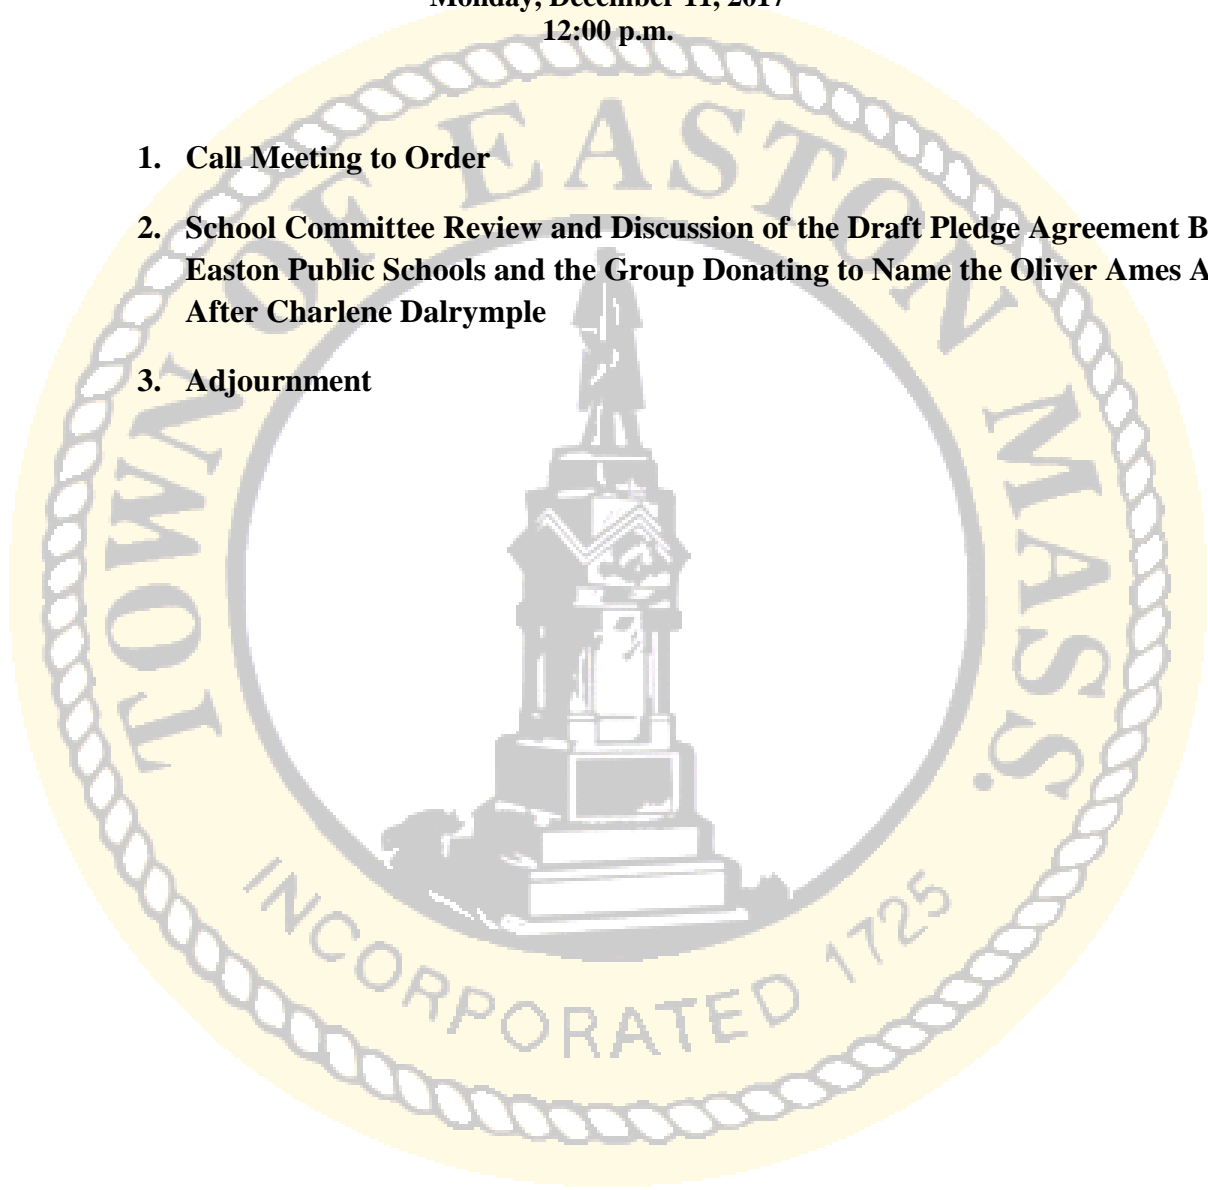 Monday, December 11, 2017
12:00 p.m.
1. Call Meeting to Order
2. School Committee Review and Discussion of the Draft Pledge Agreement B
Easton Public Schools and the Group Donating to Name the Oliver Ames A
After Charlene Dalrymple
3. Adjournment
TOWN OF EASTON MASS.
INCORPORATED 1725